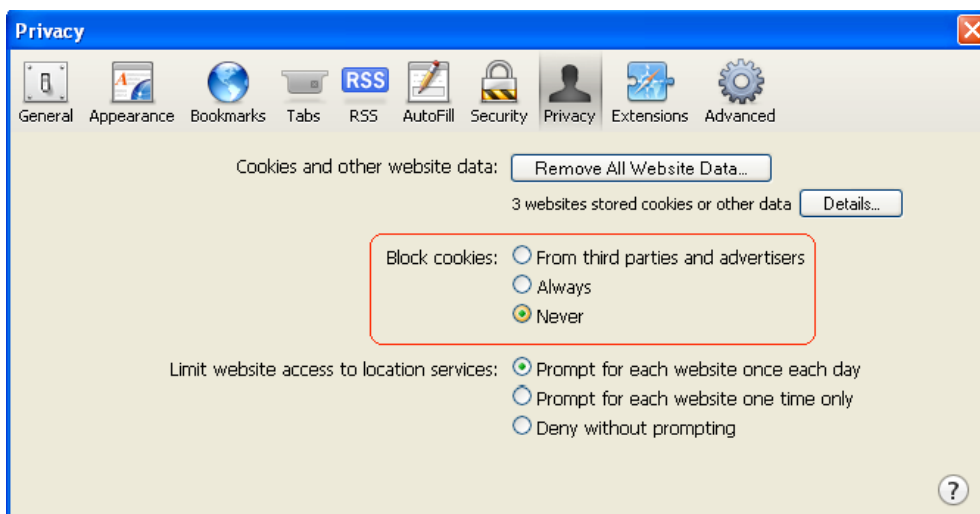 Privacy
General Appearance Bookmarks Tabs RSS RSS AutoFill Security Privacy Extensions Advanced
Cookies and other website data: Remove All Website Data...
3 websites stored cookies or other data Details...
Block cookies: From third parties and advertisers
Always
Never
Limit website access to location services: Prompt for each website once each day
Prompt for each website one time only
Deny without prompting
?